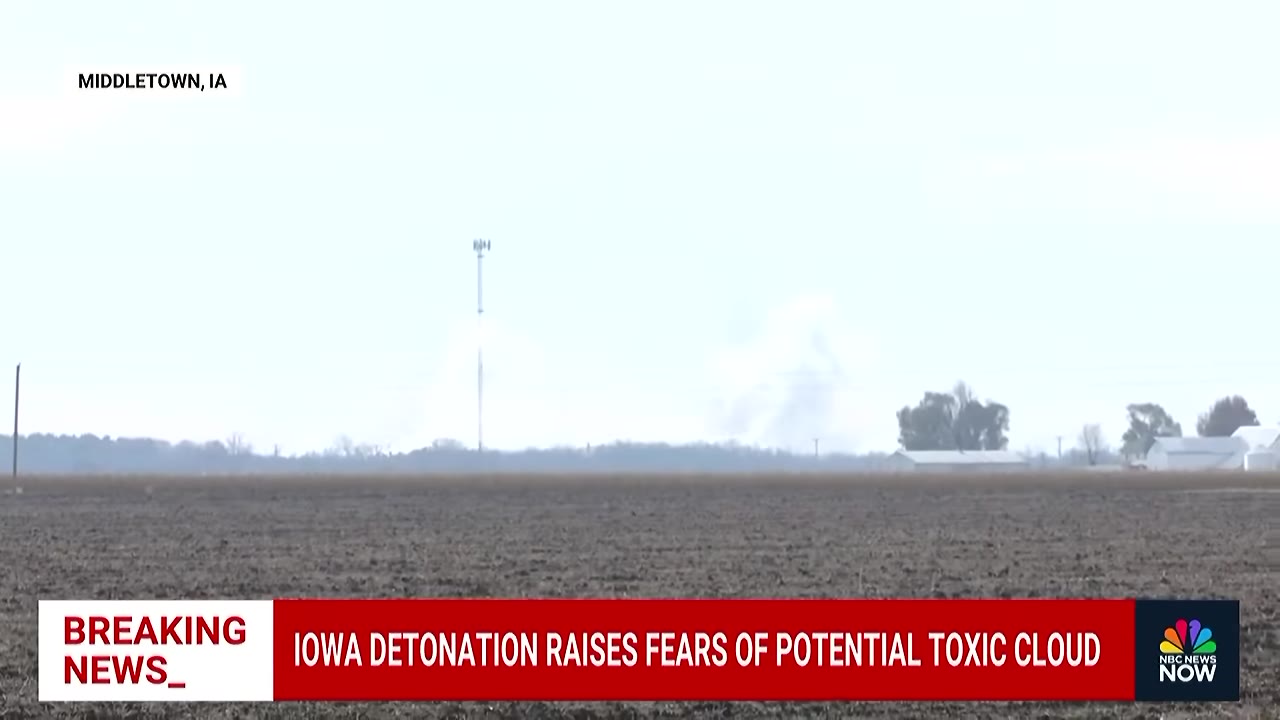 MIDDLETOWN, IA
BREAKING
NEWS_
IOWA DETONATION RAISES FEARS OF POTENTIAL TOXIC CLOUD
NBC NEWS
NOW